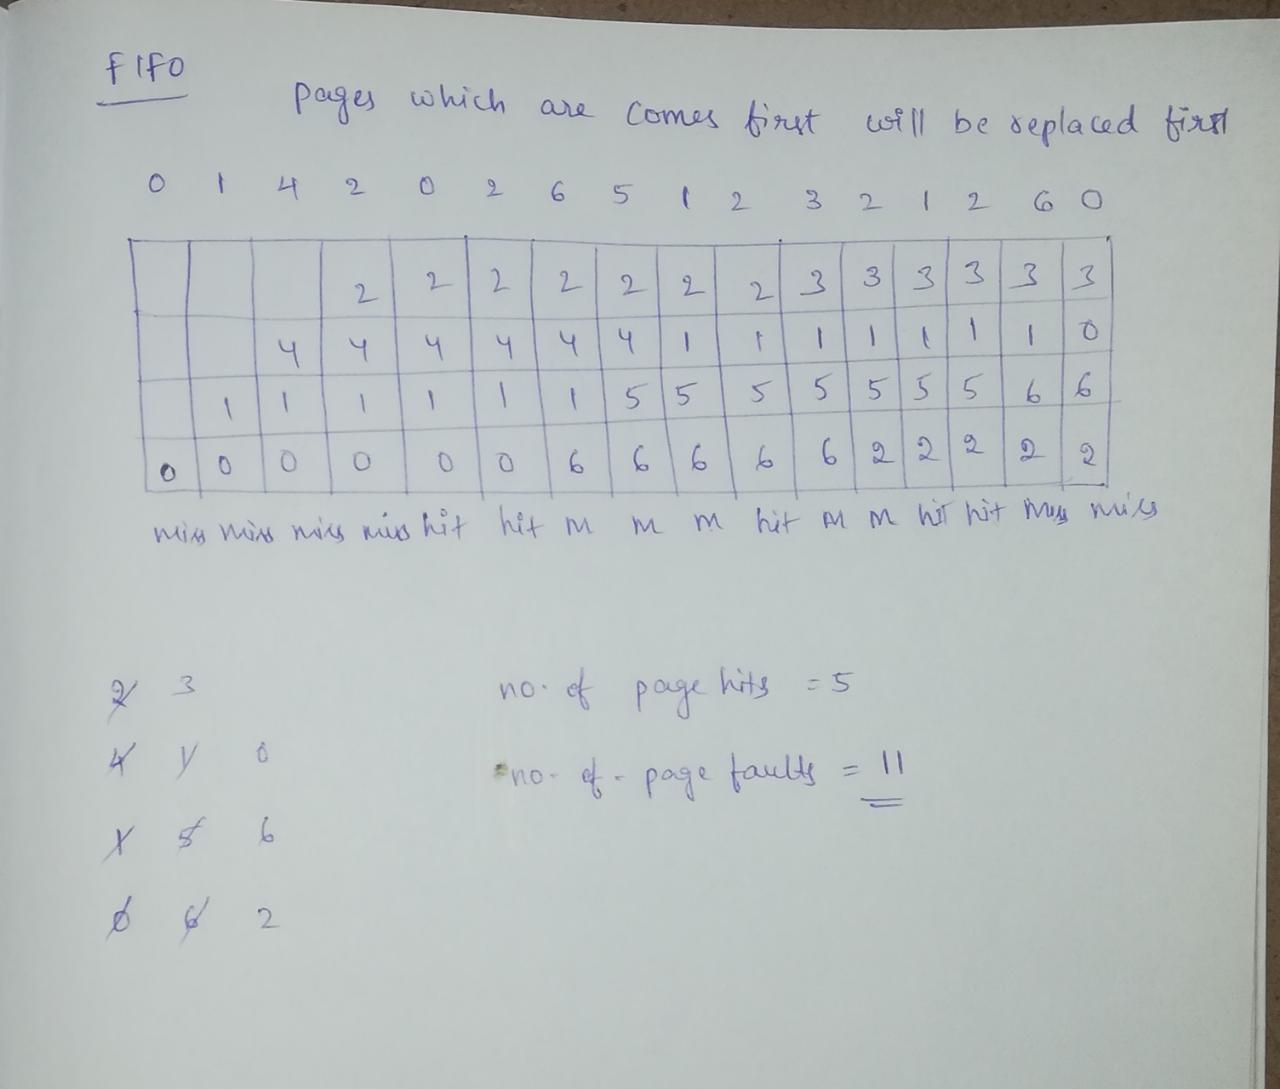 FIFO
pages which are comes first will be replaced first
0 1 4 2 0 2 6 5 1 2 3 2 1 2 6 0
2 2 2 2 2 2 2 3 3 3 3 3 3
4 4 4 4 4 4 1 1 1 1 1 1 1 0
1 1 1 1 1 1 5 5 5 5 5 5 5 6 6
0 0 0 0 0 0 6 6 6 6 6 2 2 2 2 2
miss miss miss miss hit hit m m m hit m m hit hit miss miss
2 3
no. of page hits = 5
4 1 0
no. of - page faults = 11
1 5 6
0 6 2